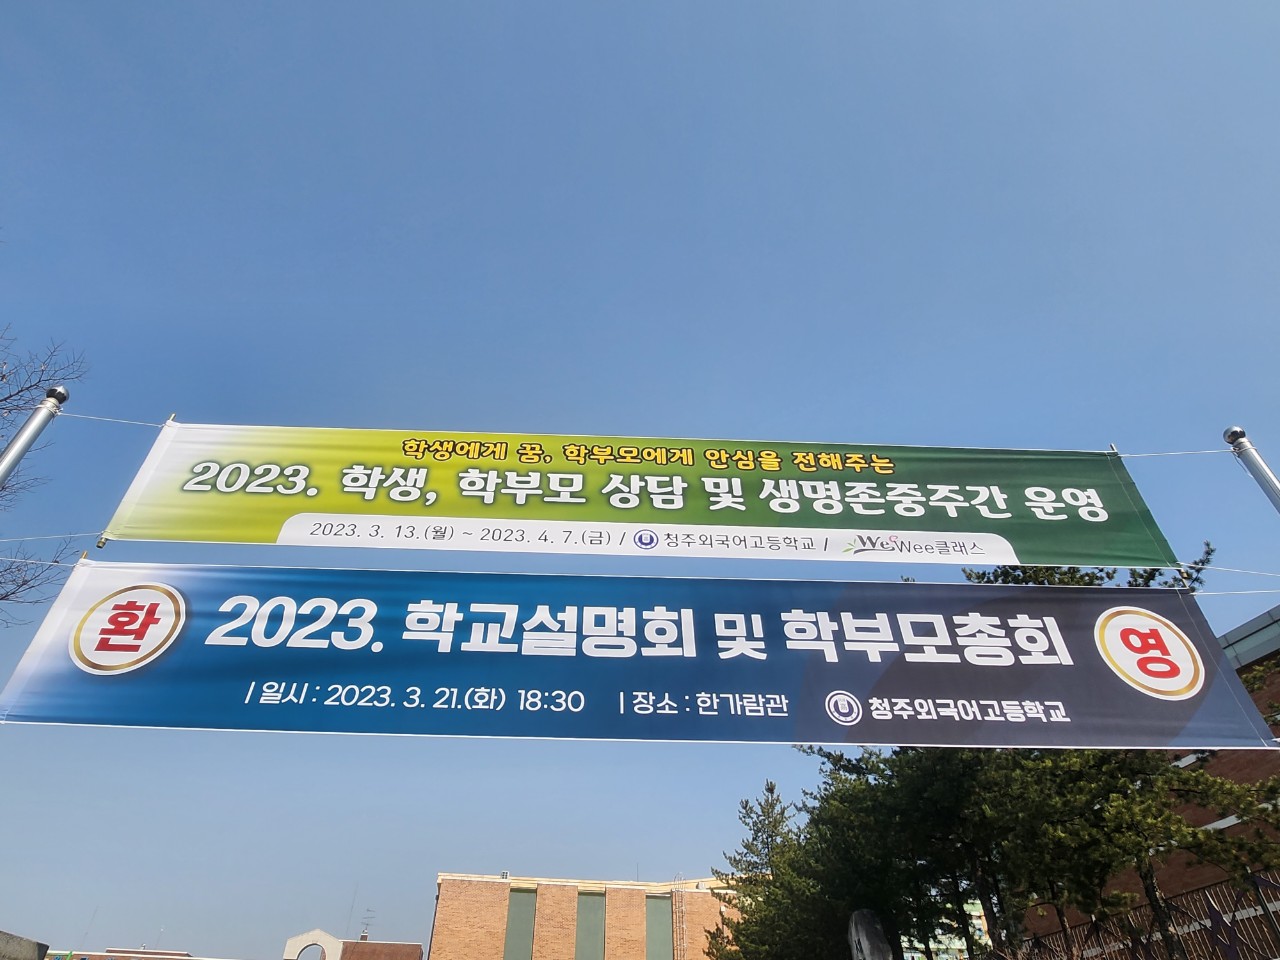 학생에게 꿈, 학부모에게 안심을 전해주는
2023. 학생, 학부모 상담 및 생명존중주간 운영
2023. 3. 13.(월) ~ 2023. 4. 7.(금) / 청주외국어고등학교 / Wee Wee클래스
환 2023. 학교설명회 및 학부모총회 영
| 일시 : 2023. 3. 21.(화) 18:30 | 장소 : 한가람관 청주외국어고등학교